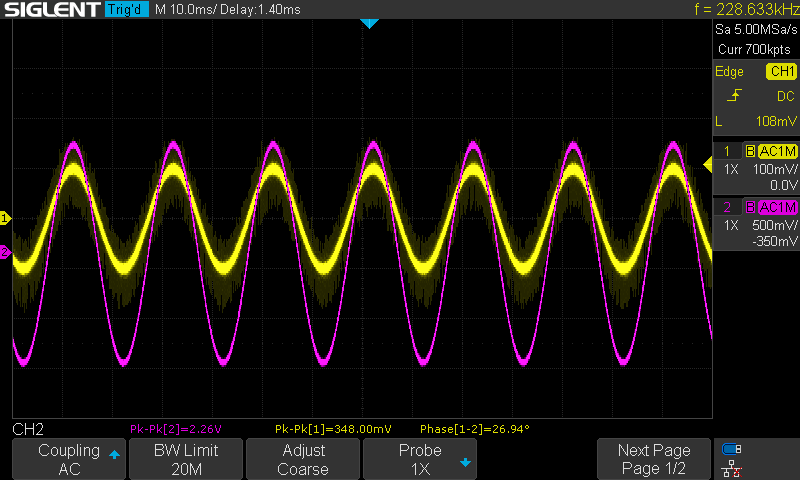 SIGLENT Trig'd M 10.0ms/ Delay:1.40ms f = 228.633kHz
Sa 5.00MSa/s
Curr 700kpts
Edge CH1
DC
L 108mV
1 B AC1M
1X 100mV/
0.0V
2 B AC1M
1X 500mV/
-350mV
1
2
CH2 Pk-Pk[2]=2.26V Pk-Pk[1]=348.00mV Phase[1-2]=26.94°
Coupling BW Limit Adjust Probe Next Page
AC 20M Coarse 1X Page 1/2